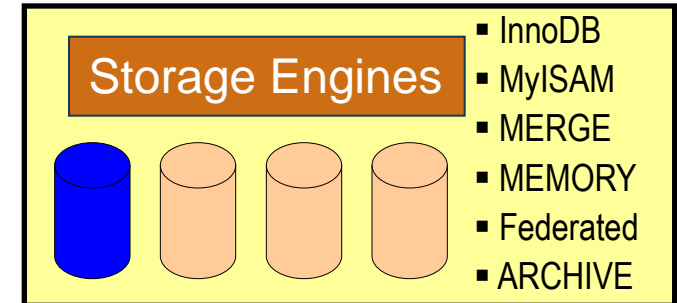 Storage Engines
▪ InnoDB
▪ MyISAM
▪ MERGE
▪ MEMORY
▪ Federated
▪ ARCHIVE